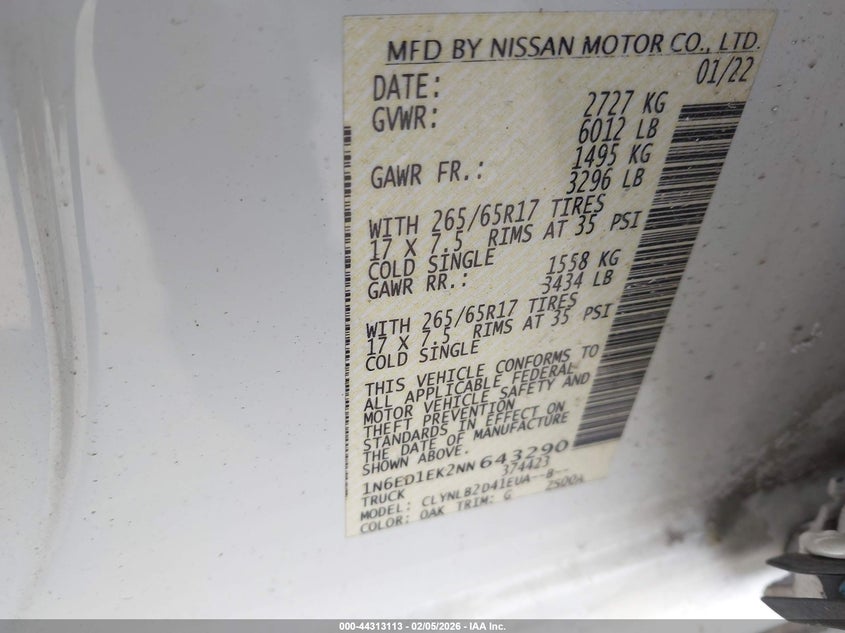 MFD BY NISSAN MOTOR CO., LTD.
DATE: 01/22
GVWR: 2727 KG
6012 LB
GAWR FR.: 1495 KG
3296 LB
WITH 265/65R17 TIRES
17 X 7.5 RIMS AT 35 PSI
COLD SINGLE
GAWR RR.: 1558 KG
3434 LB
WITH 265/65R17 TIRES
17 X 7.5 RIMS AT 35 PSI
COLD SINGLE
THIS VEHICLE CONFORMS TO
ALL APPLICABLE FEDERAL
MOTOR VEHICLE SAFETY AND
THEFT PREVENTION
STANDARDS IN EFFECT ON
THE DATE OF MANUFACTURE
SHOWN ABOVE.
1N6ED1EK2NN643290
TRUCK 374423
MODEL: CLYNLB2D41EUA--B--
COLOR: OAK TRIM: G 2S00A
000-44313113 - 02/05/2026 - IAA Inc.